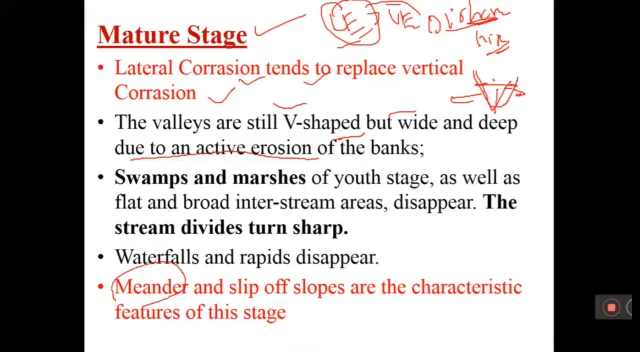 Mature Stage
• Lateral Corrasion tends to replace vertical
Corrasion
• The valleys are still V-shaped but wide and deep
due to an active erosion of the banks;
• Swamps and marshes of youth stage, as well as
flat and broad inter-stream areas, disappear. The
stream divides turn sharp.
• Waterfalls and rapids disappear.
• Meander and slip off slopes are the characteristic
features of this stage